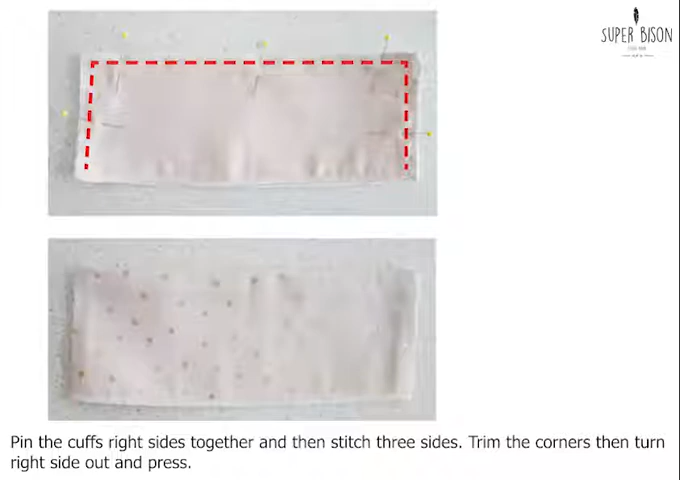 SUPER BISON
Pin the cuffs right sides together and then stitch three sides. Trim the corners then turn
right side out and press.